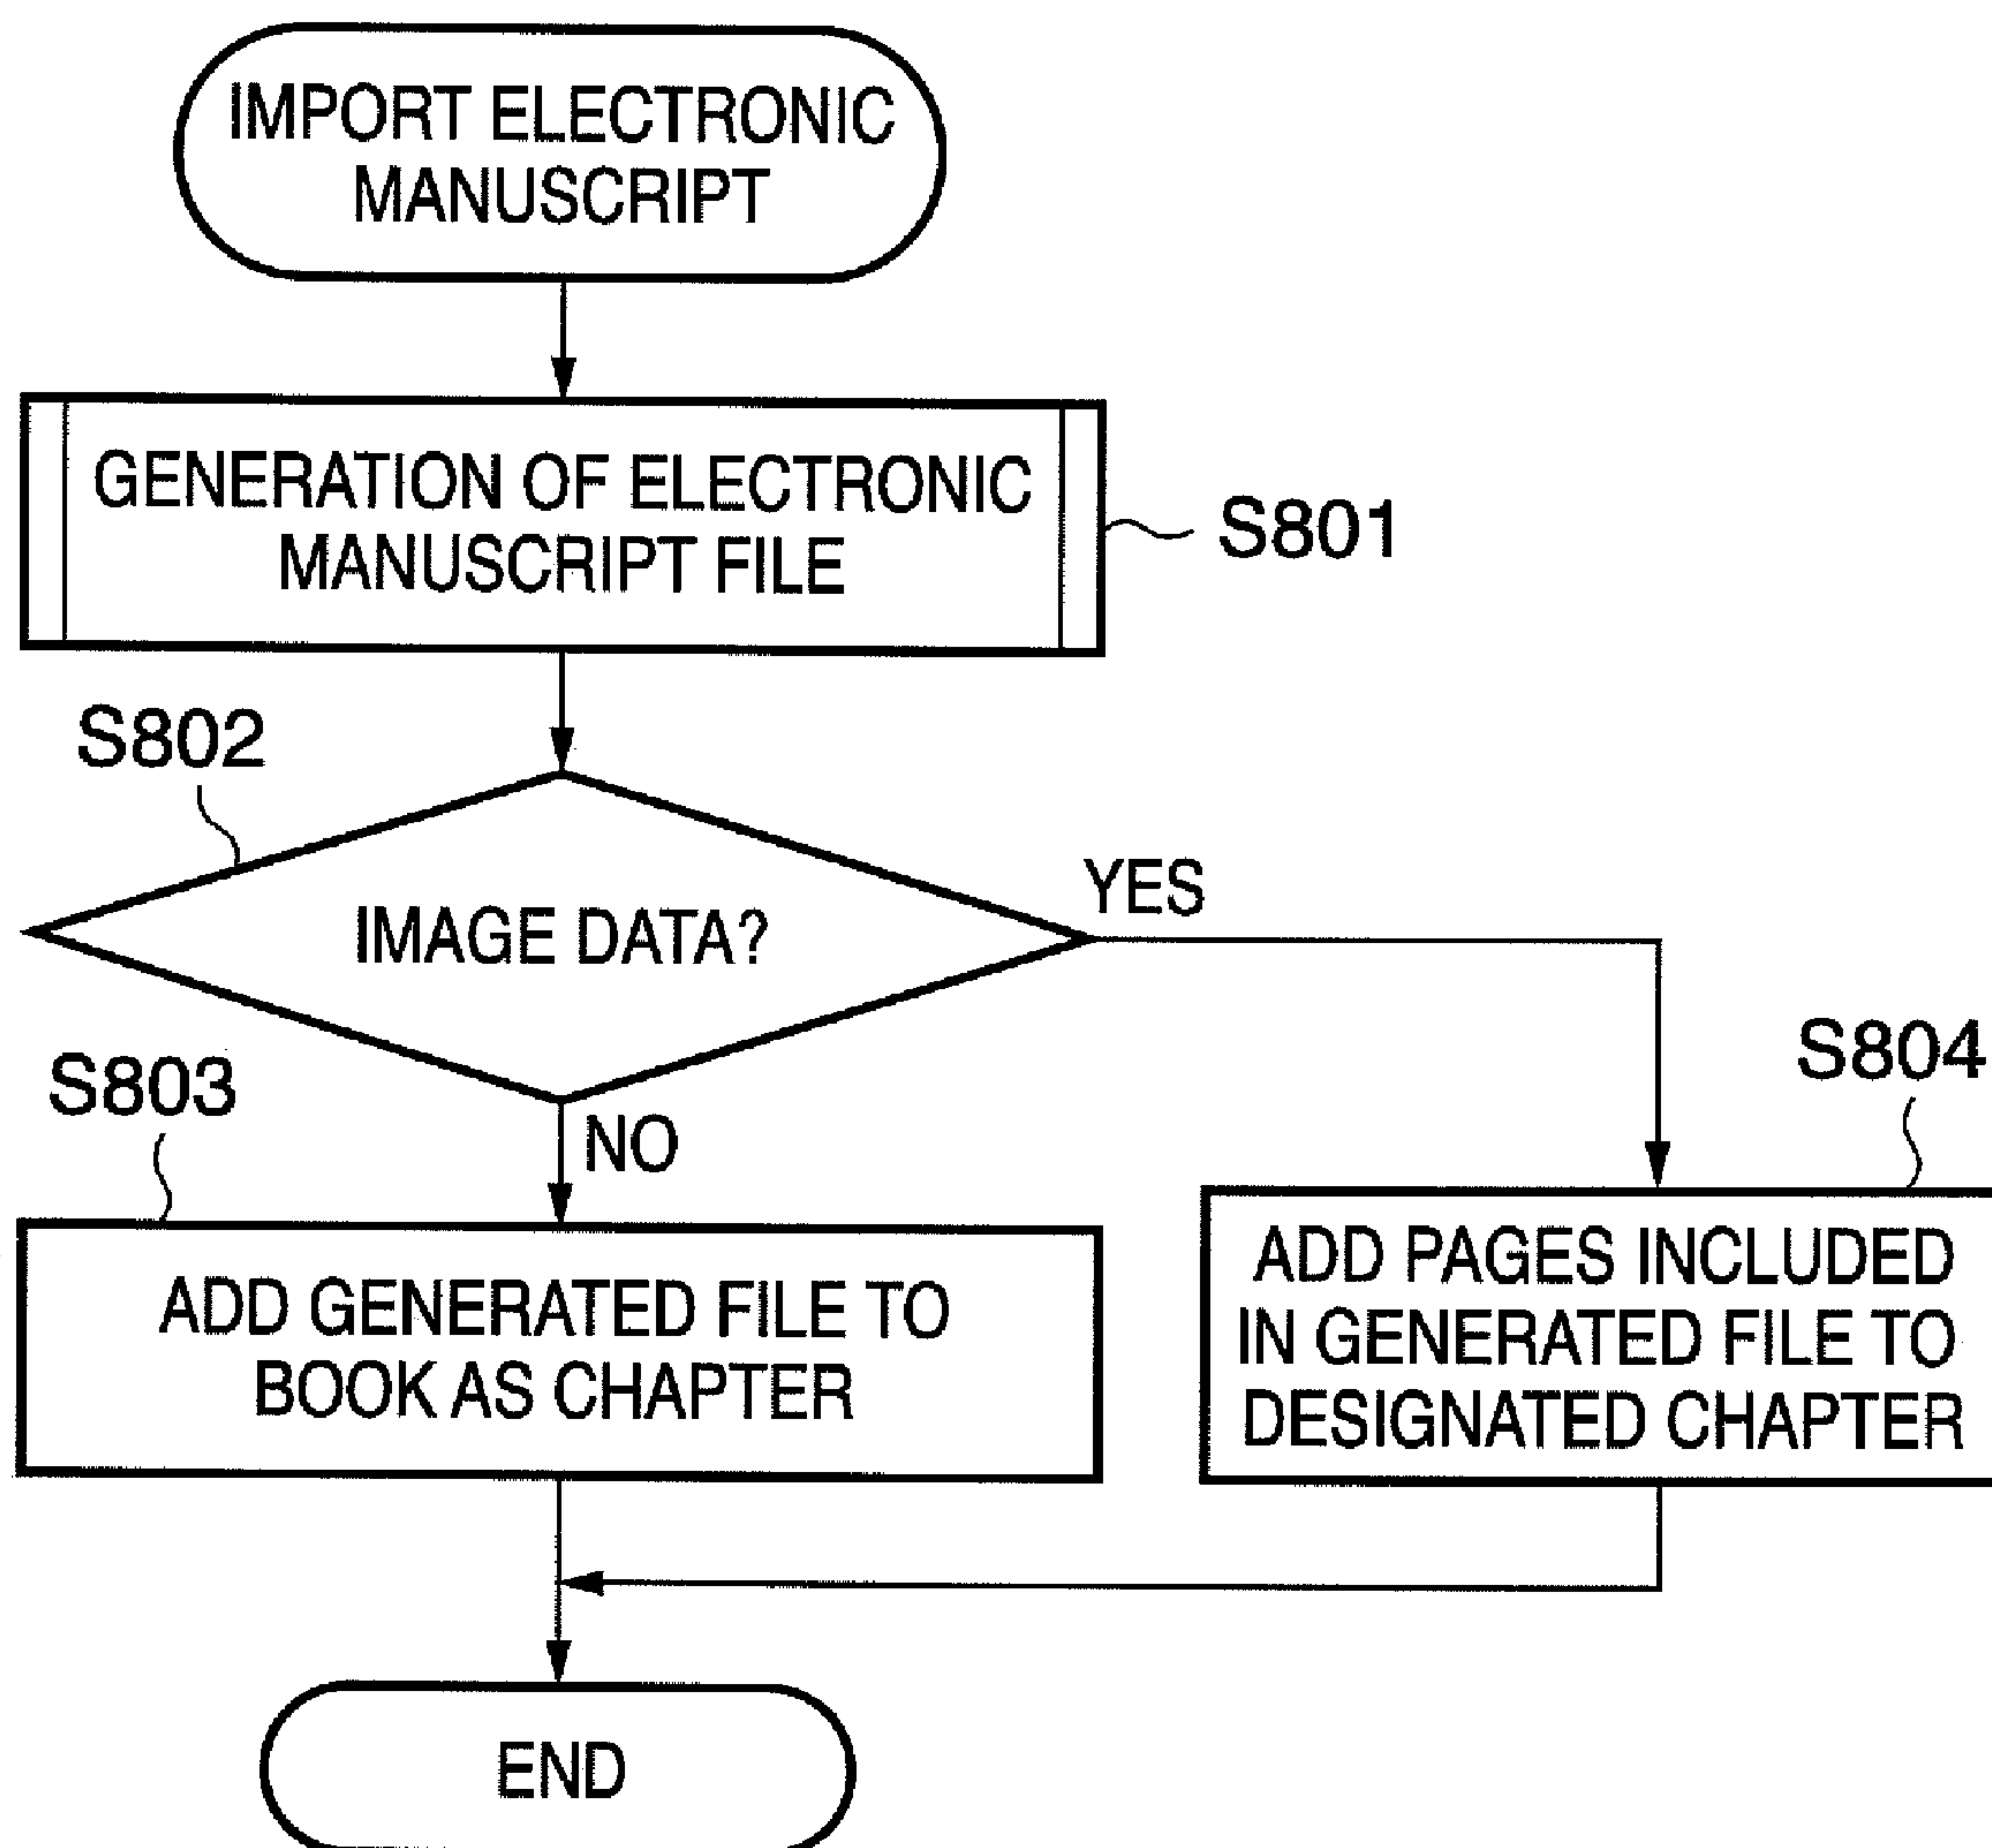 IMPORT ELECTRONIC
MANUSCRIPT
GENERATION OF ELECTRONIC
MANUSCRIPT FILE
S801
S802
IMAGE DATA?
YES
NO
S803
ADD GENERATED FILE TO
BOOK AS CHAPTER
S804
ADD PAGES INCLUDED
IN GENERATED FILE TO
DESIGNATED CHAPTER
END